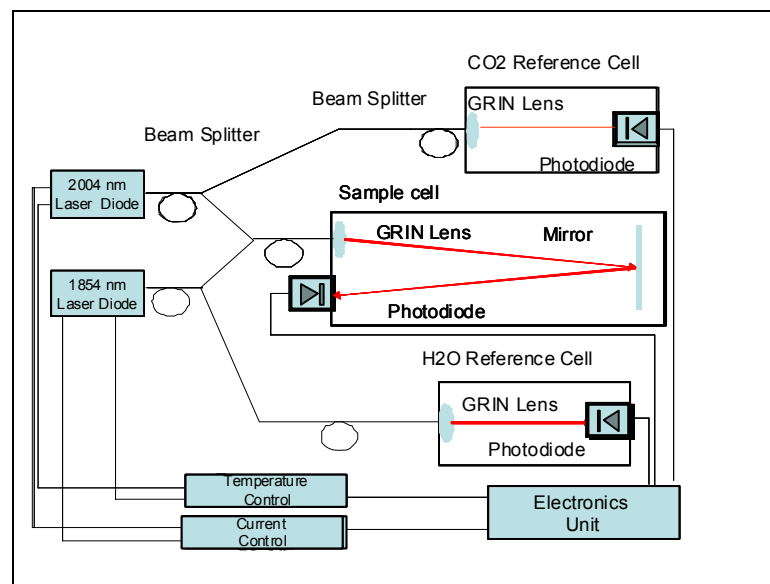 CO2 Reference Cell
Beam Splitter
GRIN Lens
Beam Splitter
Photodiode
2004 nm
Laser Diode
Sample cell
GRIN Lens
Mirror
1854 nm
Laser Diode
Photodiode
H2O Reference Cell
GRIN Lens
Photodiode
Temperature
Control
Electronics
Unit
Current
Control